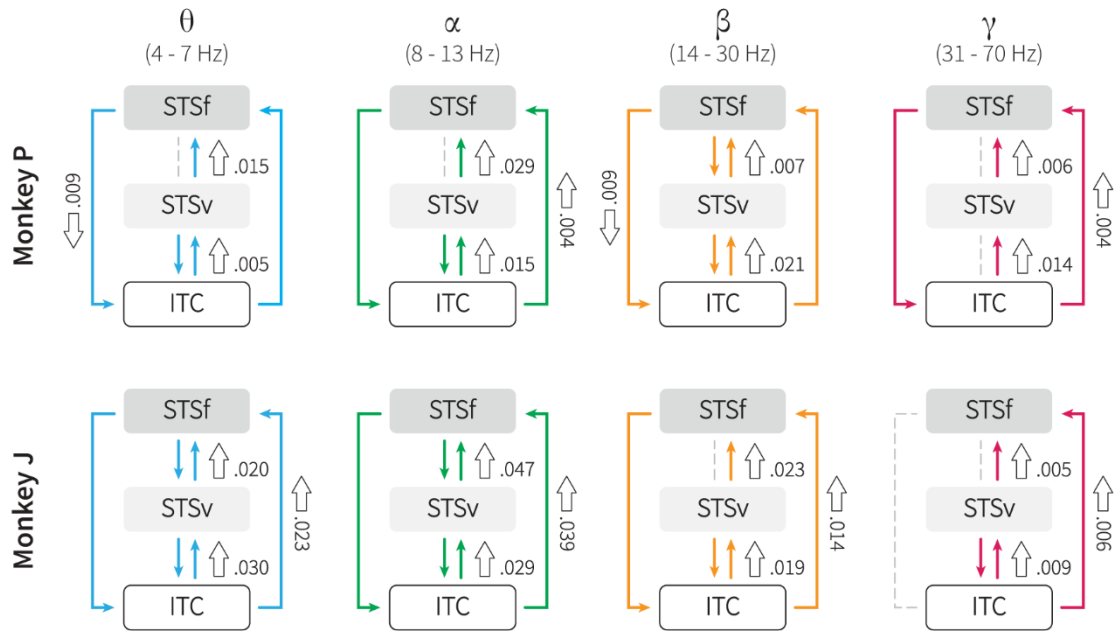 θ α β γ
(4 - 7 Hz) (8 - 13 Hz) (14 - 30 Hz) (31 - 70 Hz)
Monkey P
STSf STSf STSf STSf
.015 .029 .007 .006
.009 .004 .009 .004
STSv STSv STSv STSv
.005 .015 .021 .014
ITC ITC ITC ITC
Monkey J
STSf STSf STSf STSf
.020 .047 .023 .005
STSv STSv STSv STSv
.023 .039 .014 .006
.030 .029 .019 .009
ITC ITC ITC ITC